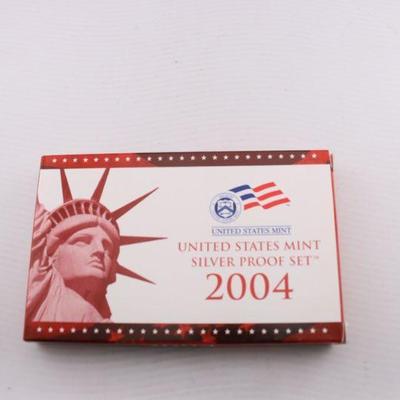 UNITED STATES MINT
UNITED STATES MINT
SILVER PROOF SET™
2004